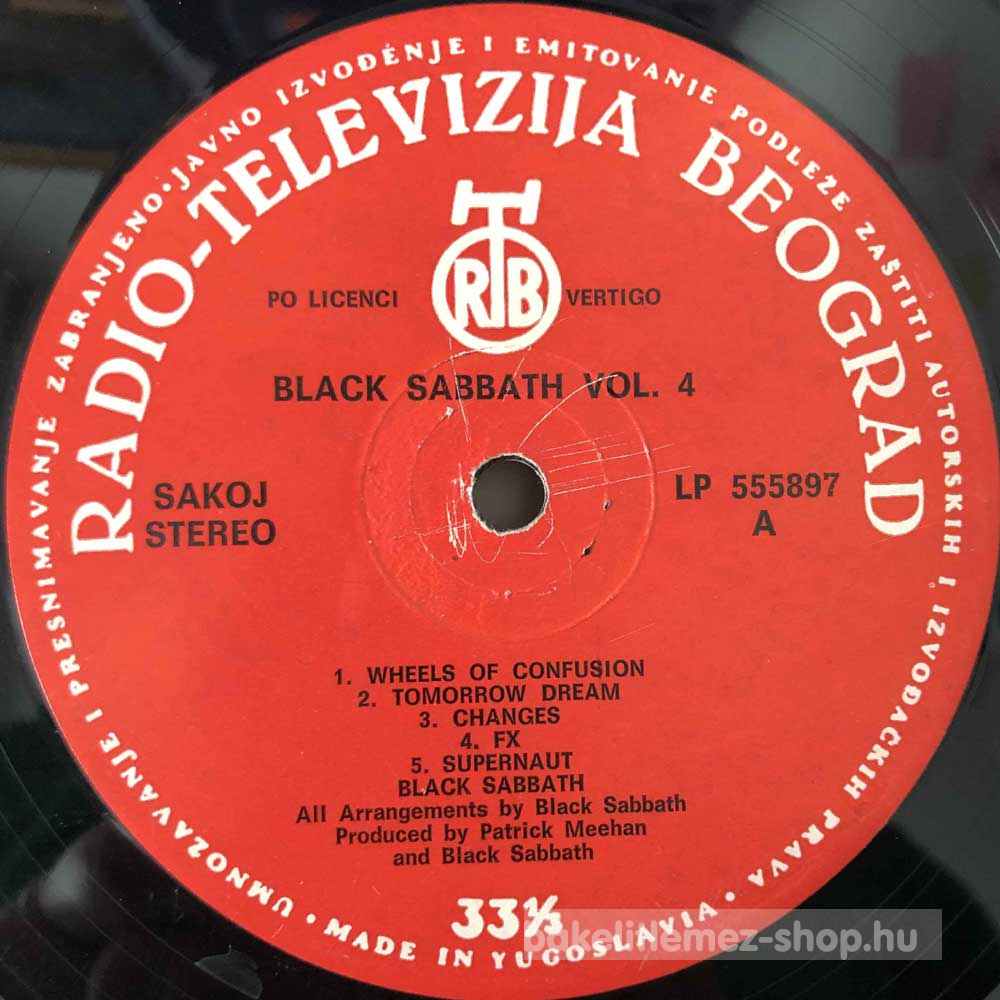 UMNOŽAVANJE I PRESNIMAVANJE ZABRANJENO • JAVNO IZVOĐENJE I EMITOVANJE PODLEŽE ZAŠTITI AUTORSKIH I IZVOĐAČKIH PRAVA • MADE IN YUGOSLAVIA •
RADIO-TELEVIZIJA BEOGRAD
RTB
PO LICENCI VERTIGO
BLACK SABBATH VOL. 4
SAKOJ
STEREO
LP 555897
A
1. WHEELS OF CONFUSION
2. TOMORROW DREAM
3. CHANGES
4. FX
5. SUPERNAUT
BLACK SABBATH
All Arrangements by Black Sabbath
Produced by Patrick Meehan
and Black Sabbath
33⅓
bakelitlemez-shop.hu